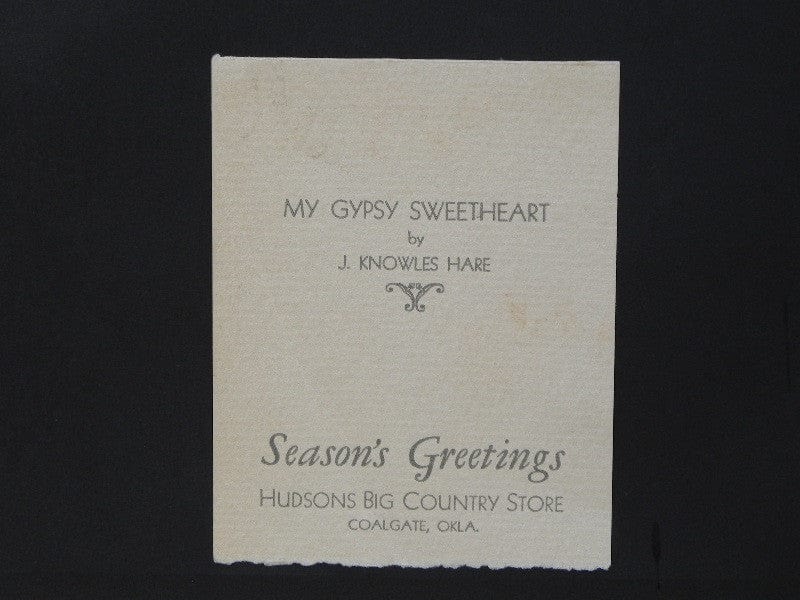 MY GYPSY SWEETHEART
by
J. KNOWLES HARE
Season's Greetings
HUDSONS BIG COUNTRY STORE
COALGATE, OKLA.